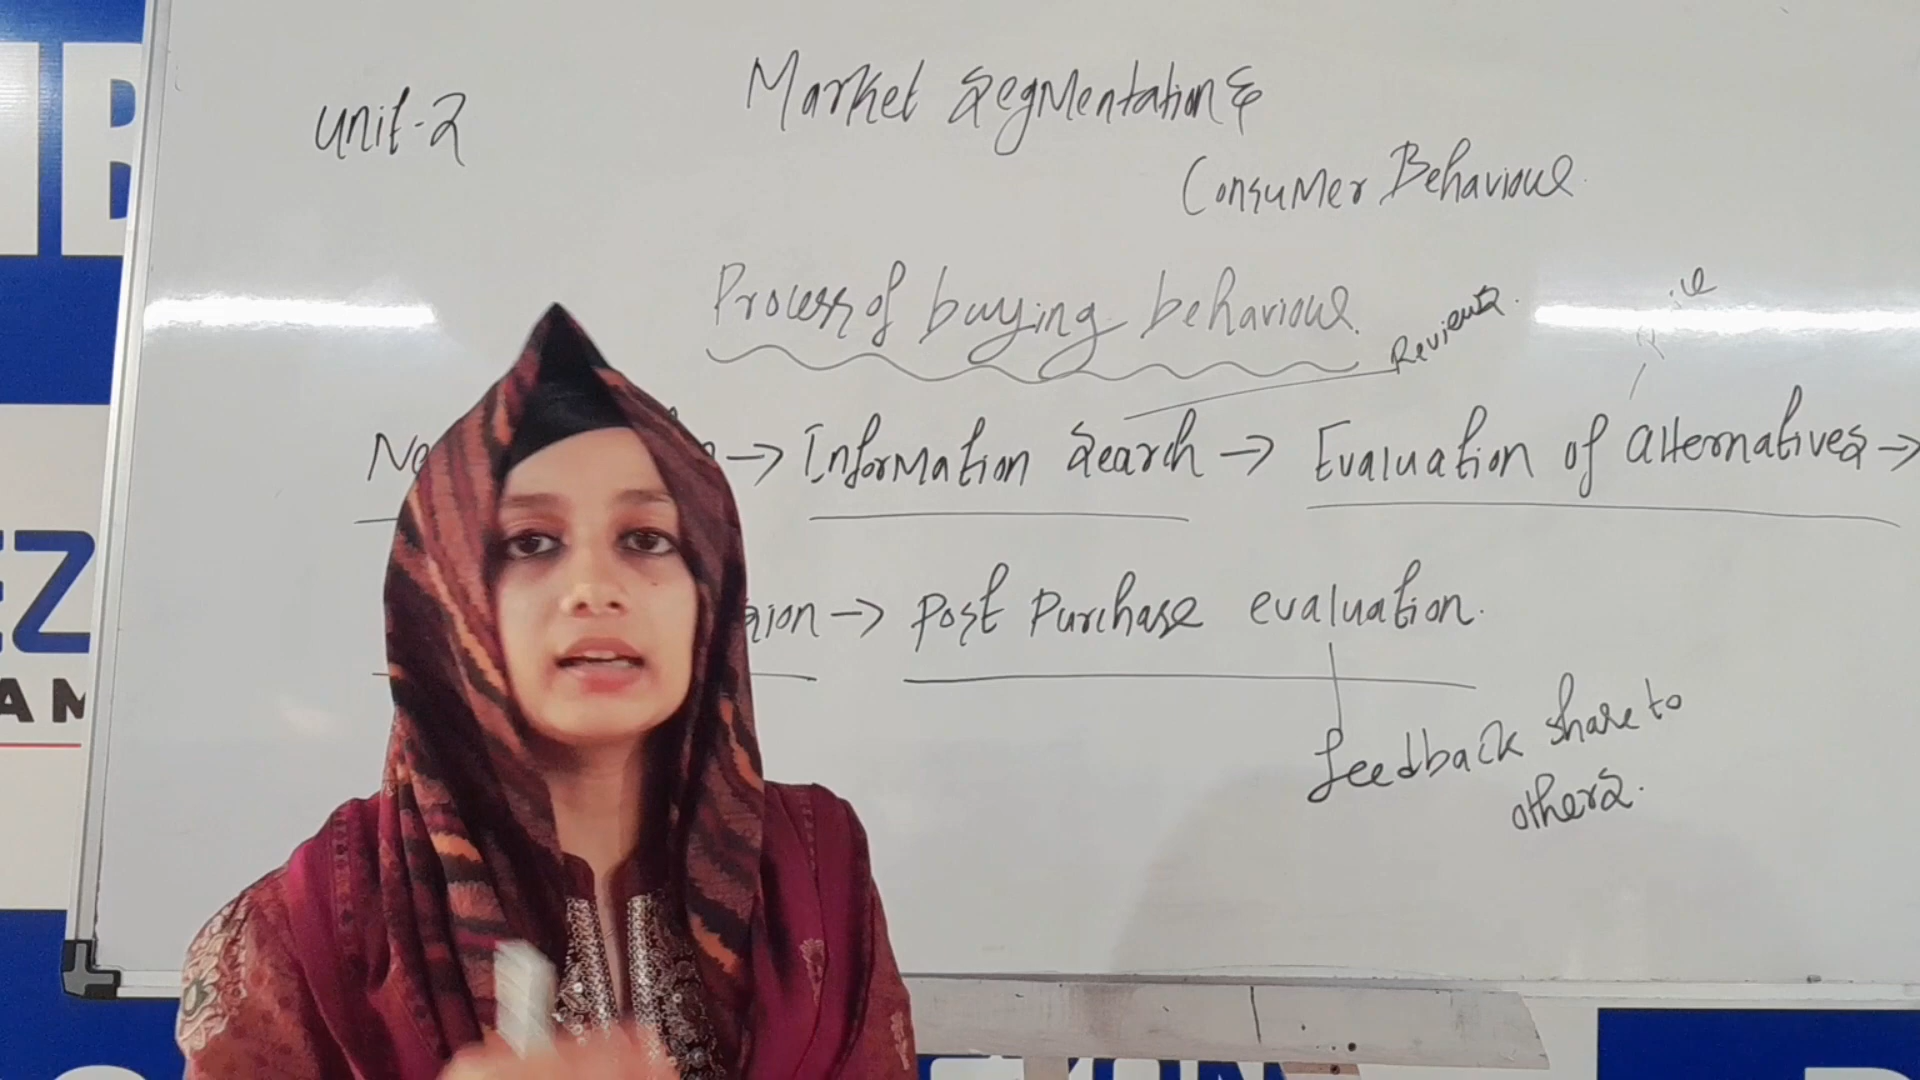 Unit-2
Market Segmentation &
Consumer Behaviour.
Process of buying behaviour.
Reviews.
→ Information Search → Evaluation of alternatives →
→ Post Purchase evaluation.
feedback share to
others.